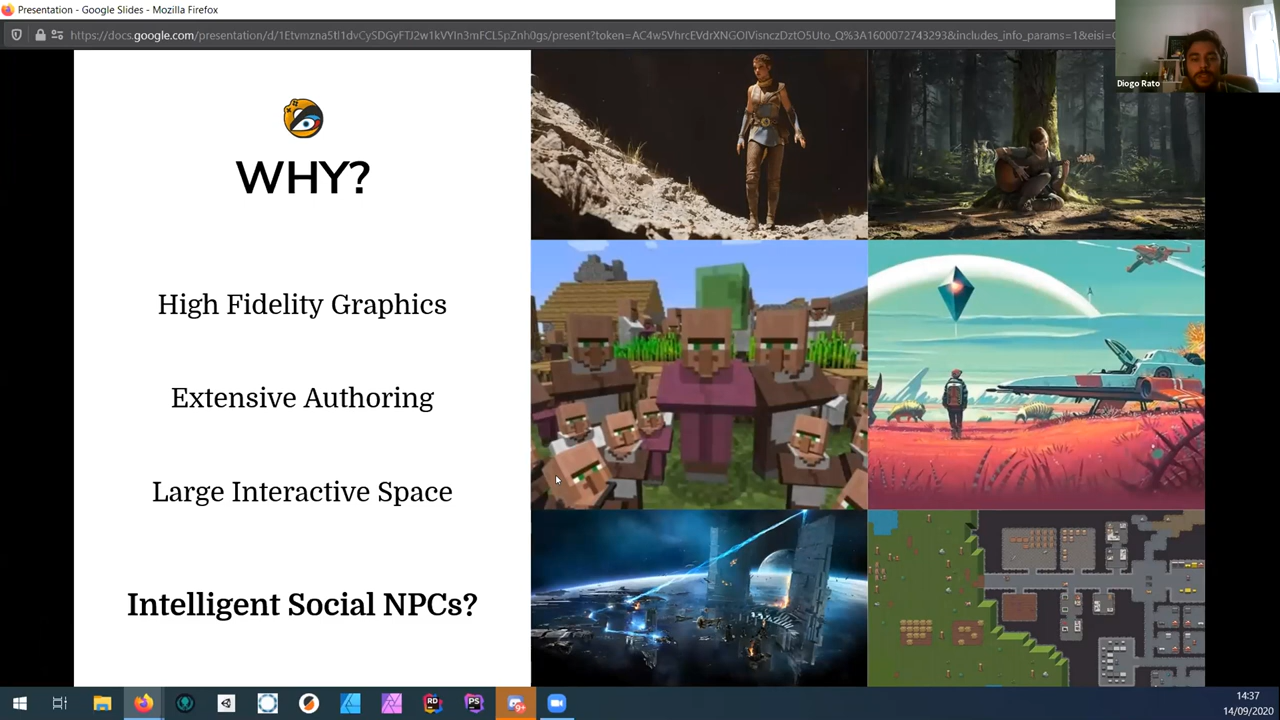 Presentation - Google Slides - Mozilla Firefox
Diogo Rato
WHY?
High Fidelity Graphics
Extensive Authoring
Large Interactive Space
Intelligent Social NPCs?
14:37
14/09/2020